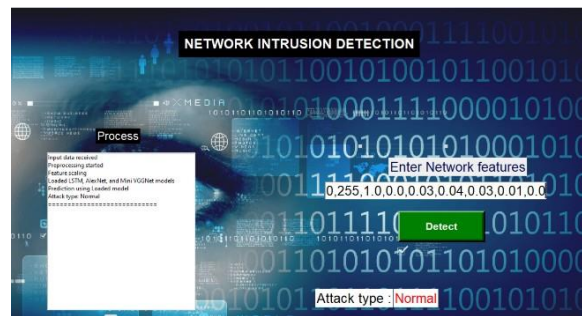 NETWORK INTRUSION DETECTION
Process
Input data received
Preprocessing started
Feature scaling
Loaded LSTM, AlexNet, and Mini VGGNet models
Prediction using Loaded model
Attack type: Normal
Enter Network features
0,255,1.0,0.0,0.03,0.04,0.03,0.01,0.0
Detect
Attack type : Normal